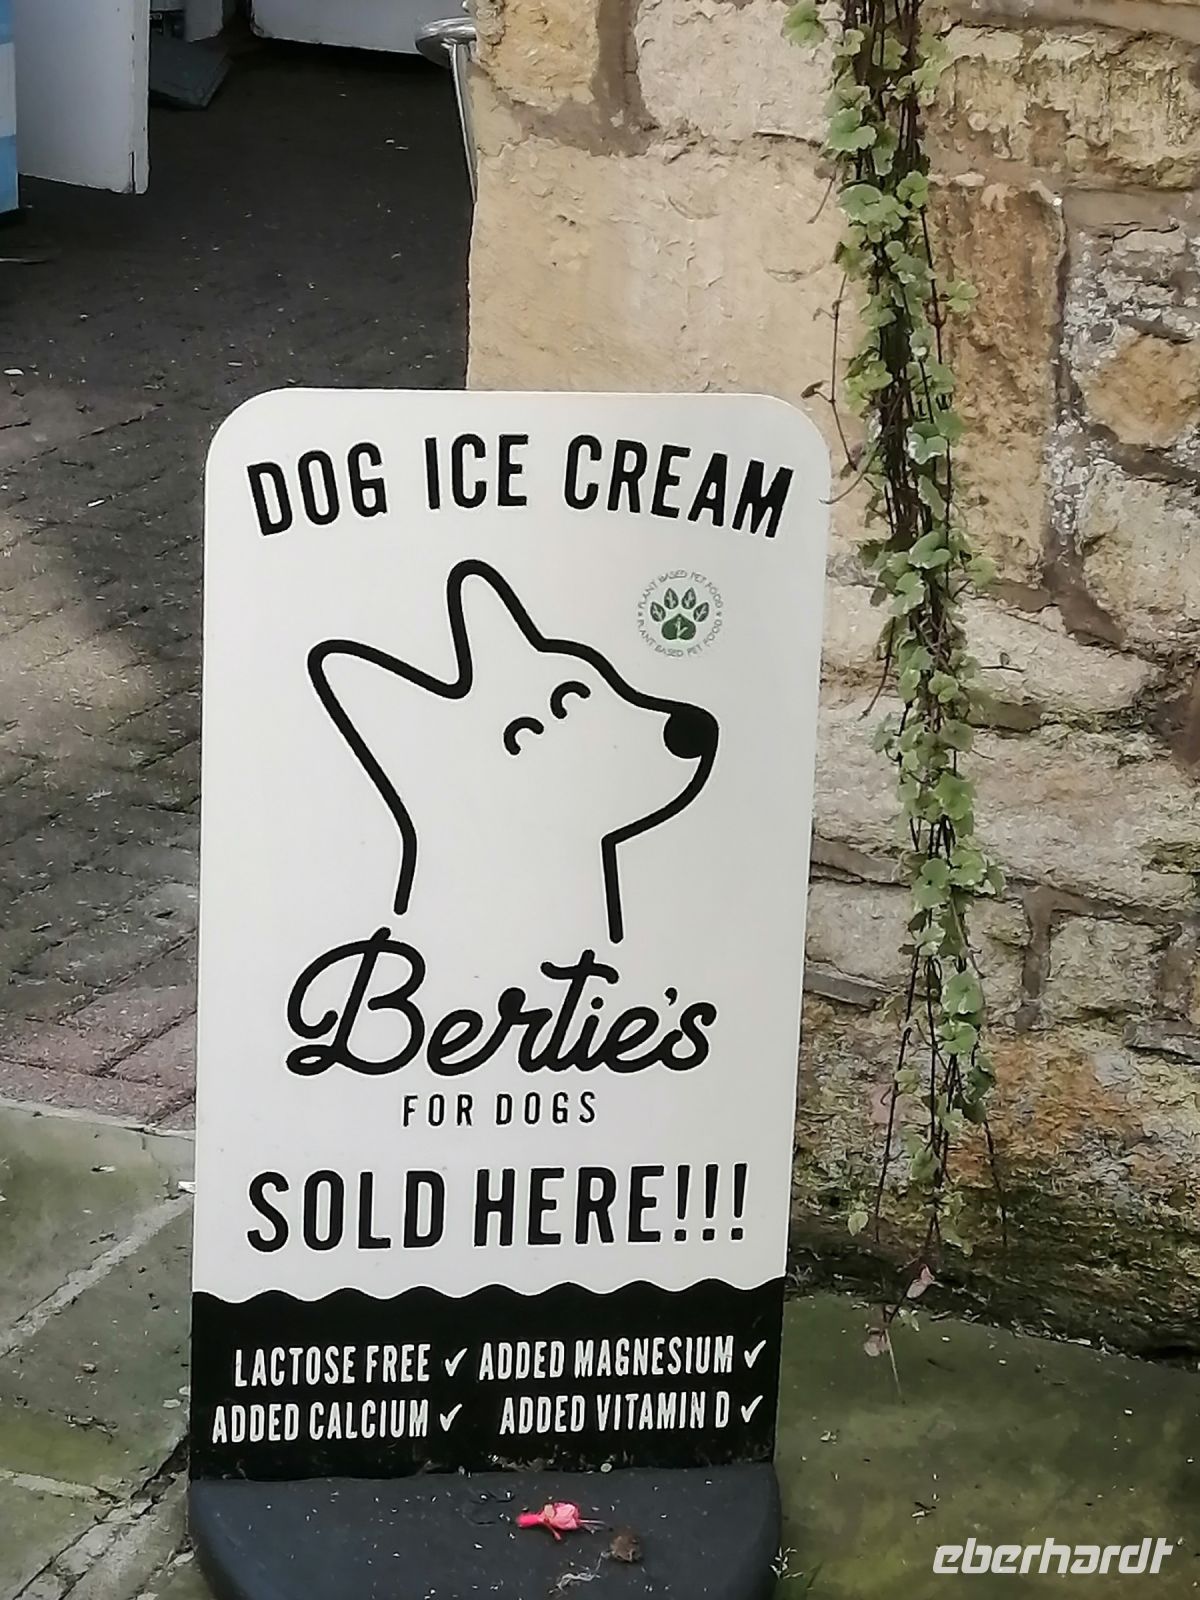 DOG ICE CREAM
PLANT BASED PET FOOD
PLANT BASED PET FOOD
Bertie's
FOR DOGS
SOLD HERE!!!
LACTOSE FREE ✓ ADDED MAGNESIUM ✓
ADDED CALCIUM ✓ ADDED VITAMIN D ✓
eberhardt